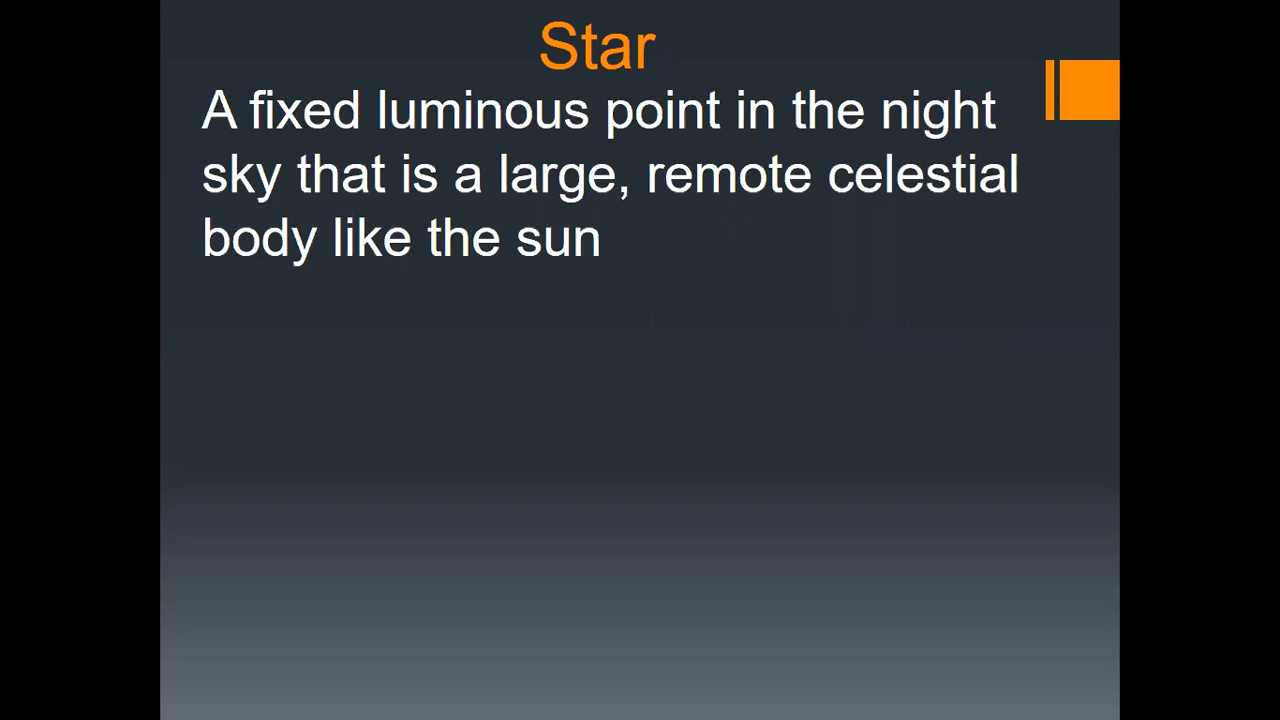 Star
A fixed luminous point in the night
sky that is a large, remote celestial
body like the sun